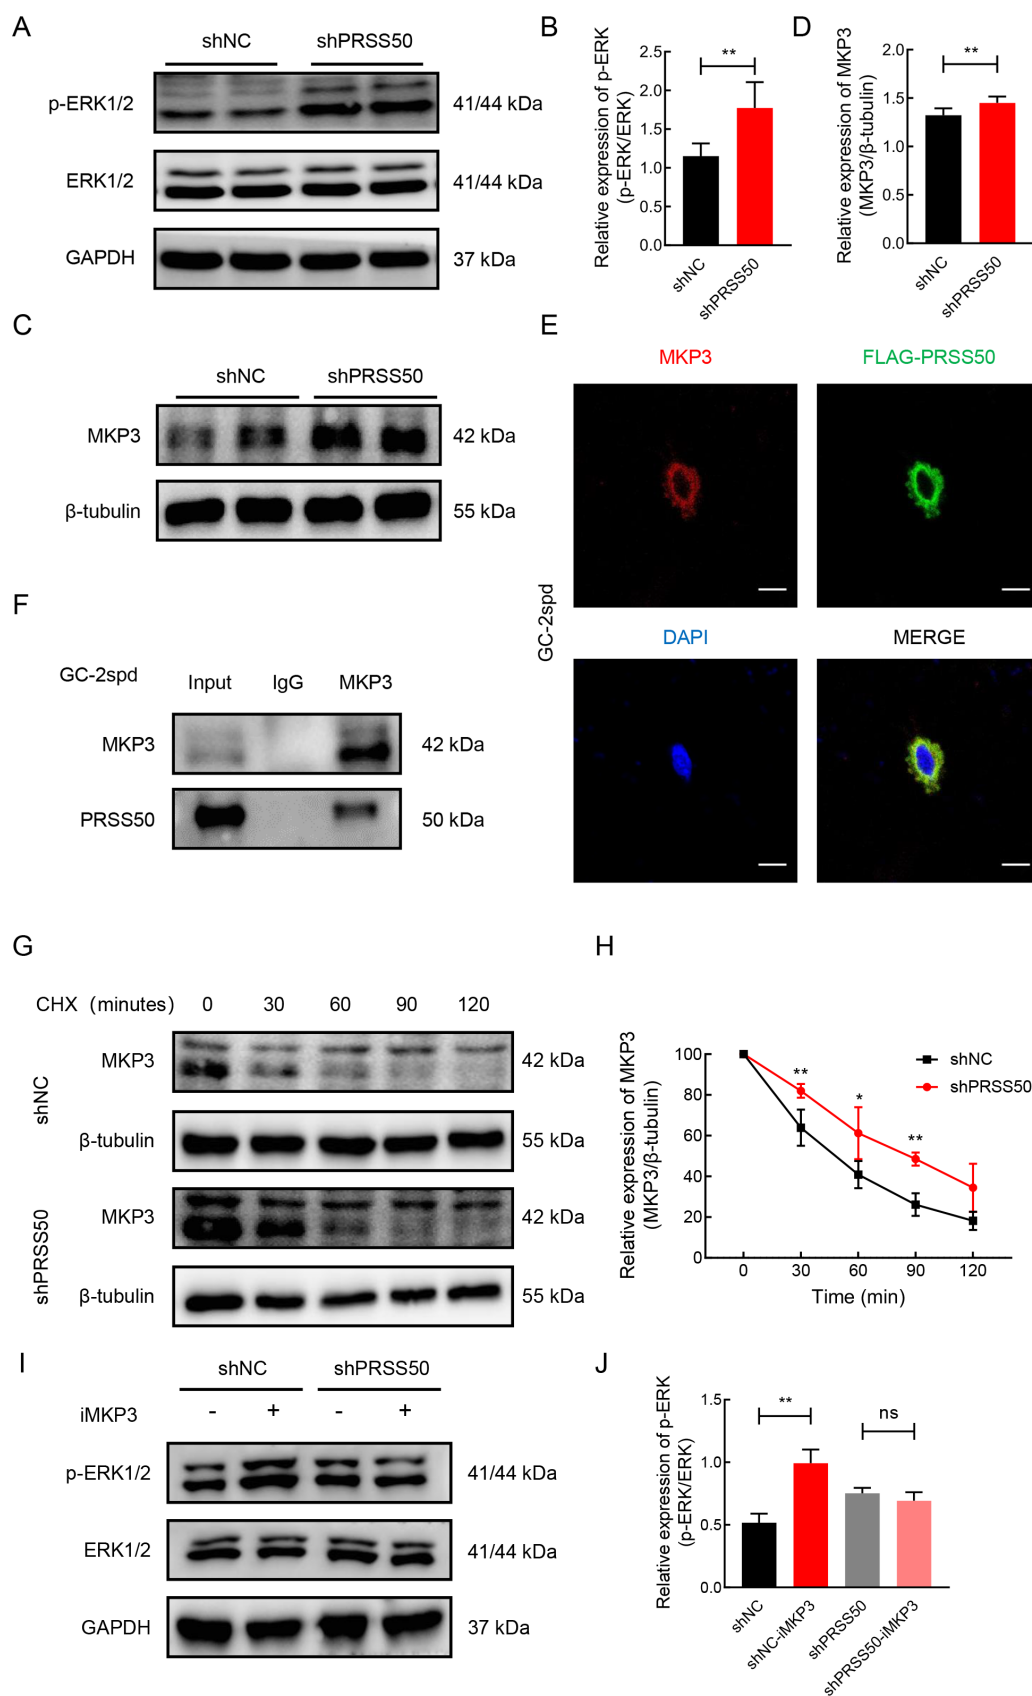 A
shNC
shPRSS50
p-ERK1/2
41/44 kDa
ERK1/2
41/44 kDa
GAPDH
37 kDa
B
Relative expression of p-ERK
(p-ERK/ERK)
2.5
2.0
1.5
1.0
0.5
0.0
**
shNC
shPRSS50
D
Relative expression of MKP3
(MKP3/β-tubulin)
2.0
1.5
1.0
0.5
0.0
**
shNC
shPRSS50
C
shNC
shPRSS50
MKP3
42 kDa
β-tubulin
55 kDa
E
MKP3
FLAG-PRSS50
GC-2spd
DAPI
MERGE
F
GC-2spd
Input
IgG
MKP3
MKP3
42 kDa
PRSS50
50 kDa
G
CHX (minutes)
0
30
60
90
120
shNC
MKP3
42 kDa
β-tubulin
55 kDa
shPRSS50
MKP3
42 kDa
β-tubulin
55 kDa
H
Relative expression of MKP3
(MKP3/β-tubulin)
100
80
60
40
20
0
**
*
**
shNC
shPRSS50
0
30
60
90
120
Time (min)
I
shNC
shPRSS50
iMKP3
-
+
-
+
p-ERK1/2
41/44 kDa
ERK1/2
41/44 kDa
GAPDH
37 kDa
J
Relative expression of p-ERK
(p-ERK/ERK)
1.5
1.0
0.5
0.0
**
ns
shNC
shNC-iMKP3
shPRSS50
shPRSS50-iMKP3